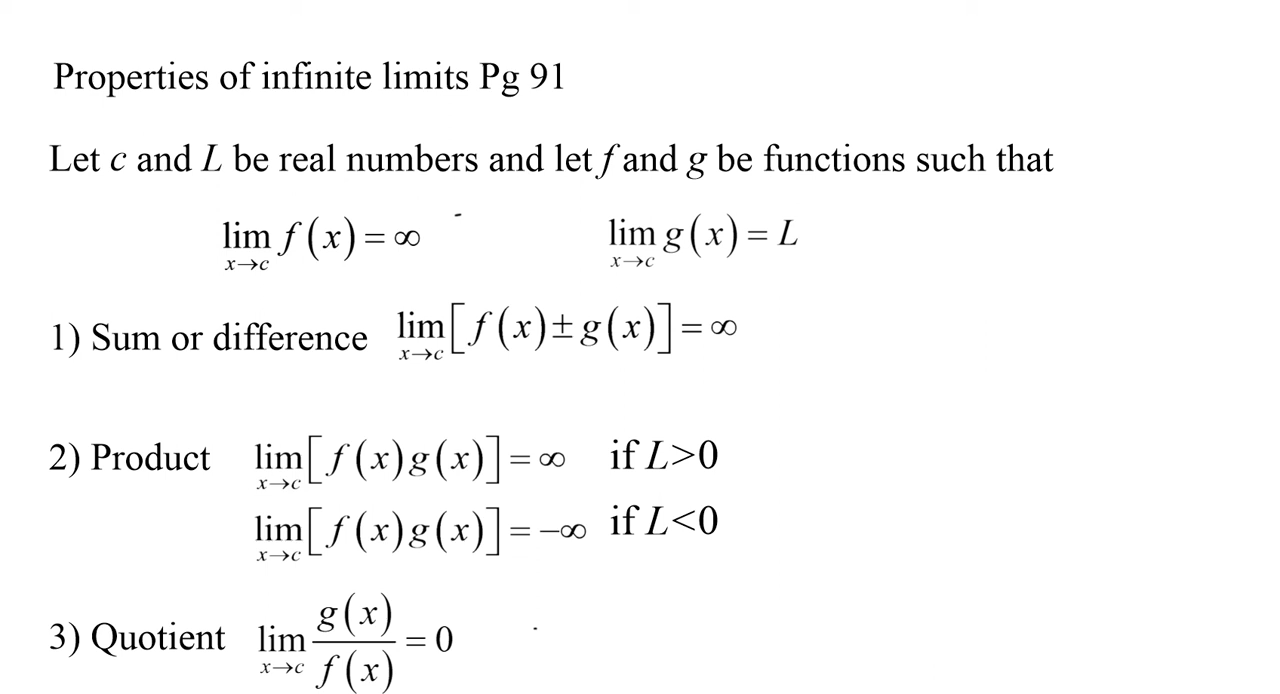 Properties of infinite limits Pg 91
Let c and L be real numbers and let f and g be functions such that
lim_{x→c} f(x) = ∞ lim_{x→c} g(x) = L
1) Sum or difference lim_{x→c} [f(x) ± g(x)] = ∞
2) Product lim_{x→c} [f(x)g(x)] = ∞ if L>0
lim_{x→c} [f(x)g(x)] = −∞ if L<0
3) Quotient lim_{x→c} g(x)/f(x) = 0